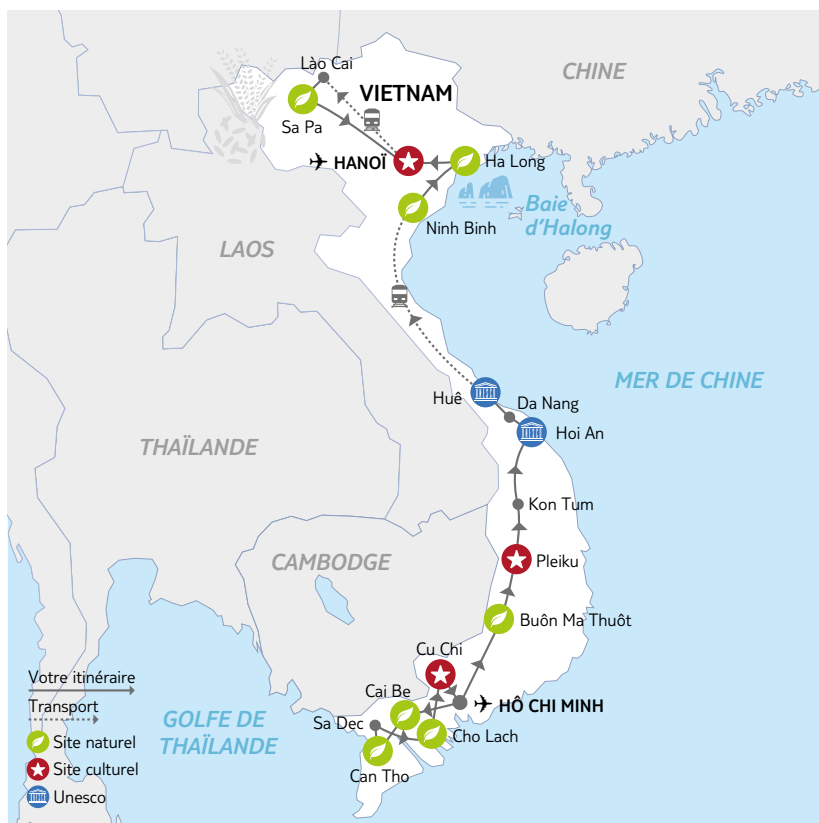 CHINE
Lào Cai
VIETNAM
Sa Pa
HANOÏ
Ha Long
Baie
d'Halong
Ninh Binh
LAOS
MER DE CHINE
Huê
Da Nang
Hoi An
THAÏLANDE
Kon Tum
CAMBODGE
Pleiku
Buôn Ma Thuôt
Cu Chi
Cai Be
HÔ CHI MINH
Sa Dec
Cho Lach
Can Tho
GOLFE DE
THAÏLANDE
Votre itinéraire
Transport
Site naturel
Site culturel
Unesco